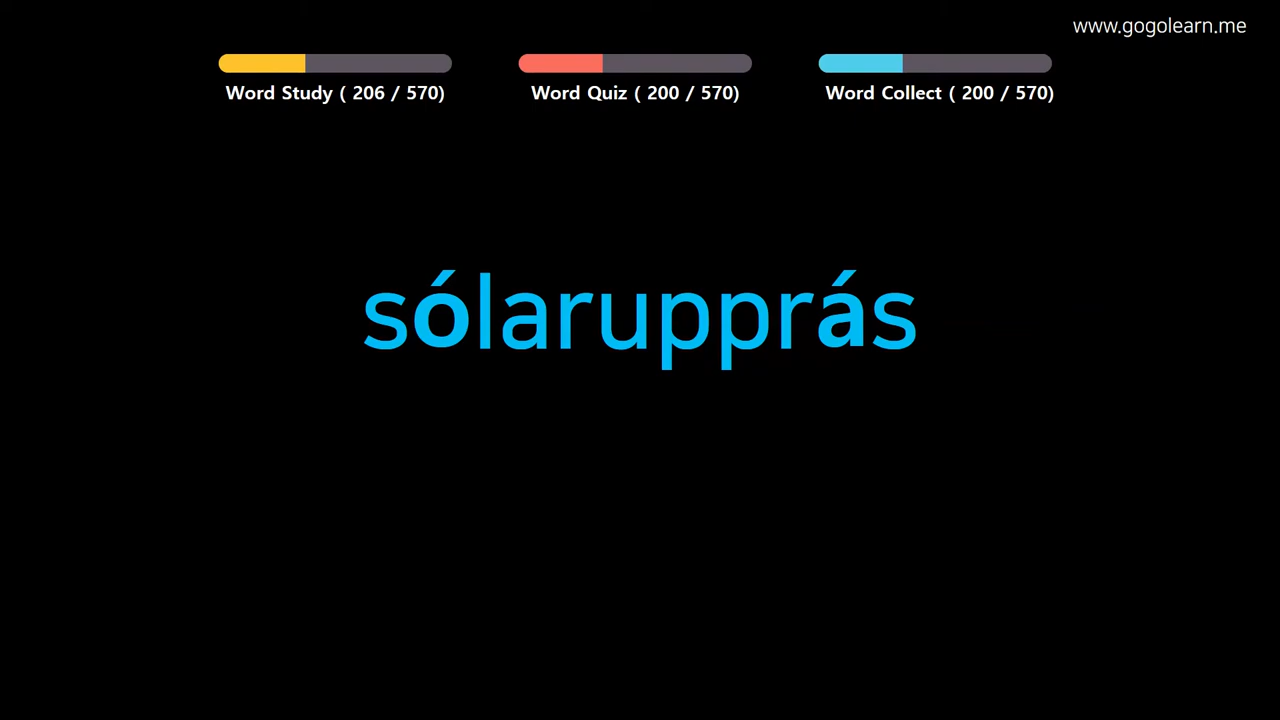 www.gogolearn.me
Word Study ( 206 / 570)
Word Quiz ( 200 / 570)
Word Collect ( 200 / 570)
sólarupprás